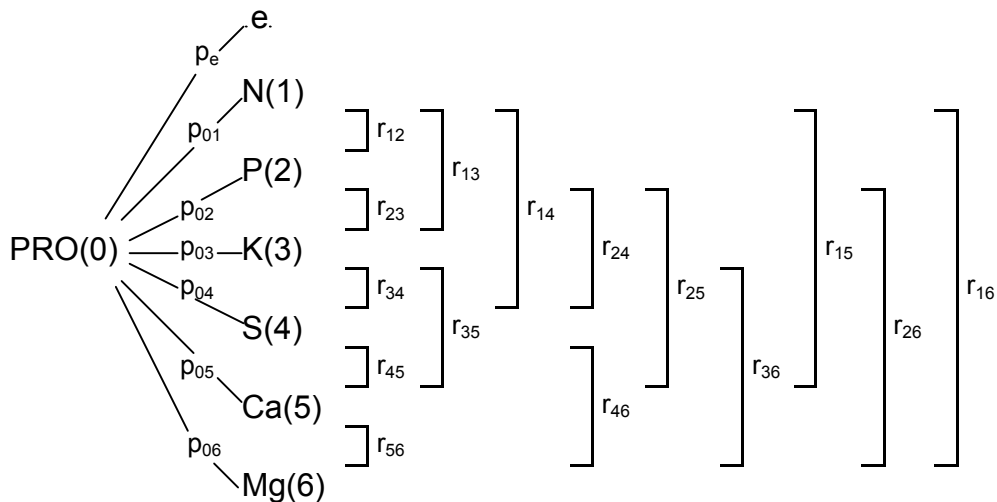 .e.
pₑ
N(1)
p₀₁
r₁₂
r₁₃
P(2)
p₀₂
r₂₃
r₁₄
PRO(0)
p₀₃
K(3)
r₂₄
r₁₅
p₀₄
r₃₄
r₂₅
r₁₆
S(4)
r₃₅
r₂₆
p₀₅
r₄₅
r₃₆
Ca(5)
r₄₆
p₀₆
r₅₆
Mg(6)